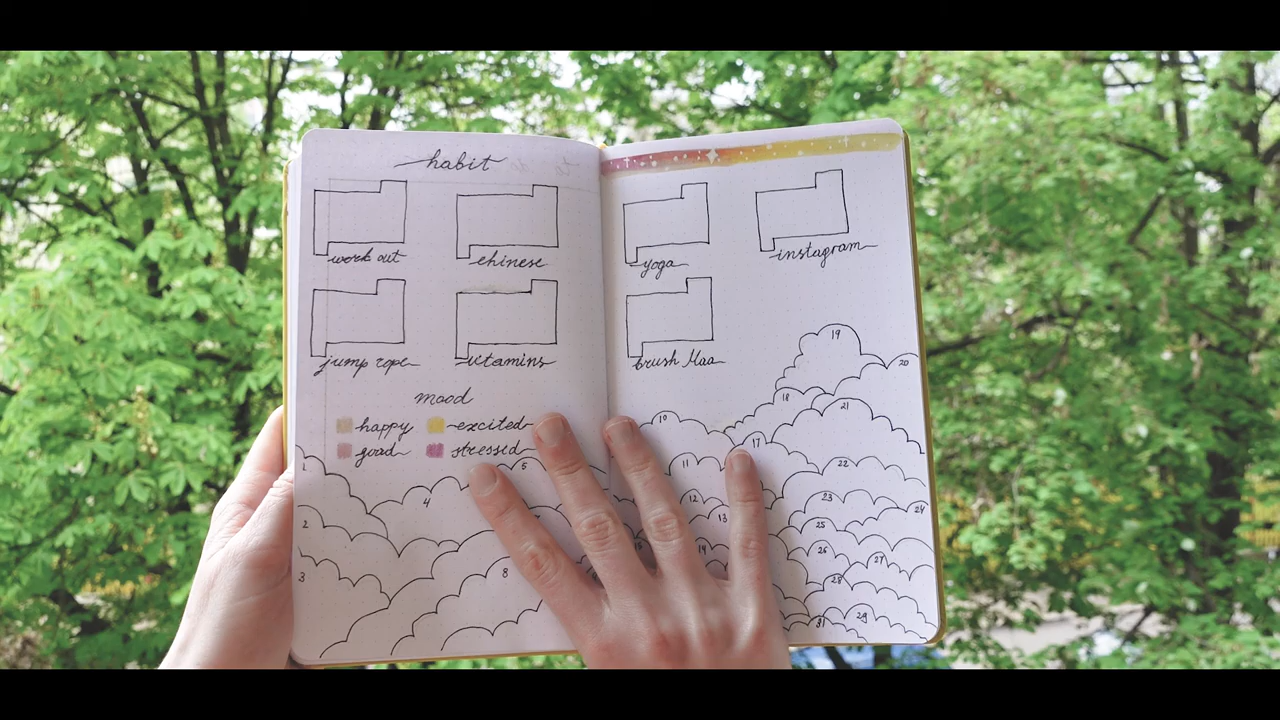 habit
work out
chinese
jump rope
vitamins
mood
happy
excited
good
stressed
1
2
3
4
5
8
yoga
instagram
brush
10
11
12
13
14
15
17
18
19
20
21
22
23
24
25
26
27
28
29
31